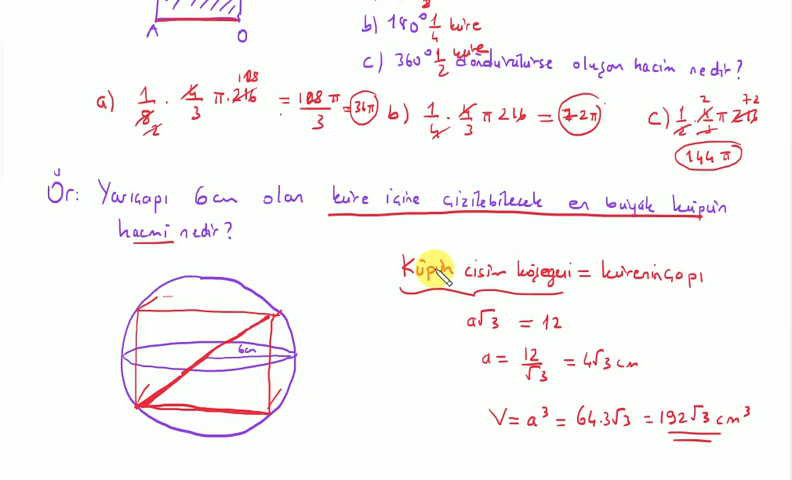 A O
b) 180° 1/4 küre
c) 360° 1/2 küre döndürülürse oluşan hacim nedir?
a) 1/8 . 4/3 π . 216 = 108π/3 = 36π b) 1/4 . 4/3 π 216 = 72π c) 1/2 . 4/3 π 216
144π
Ör: Yarıçapı 6cm olan küre içine çizilebilecek en büyük küpün
hacmi nedir?
Küpün cisim köşegeni = kürenin çapı
6cm
a√3 = 12
a = 12/√3 = 4√3 cm
V = a³ = 64.3√3 = 192√3 cm³